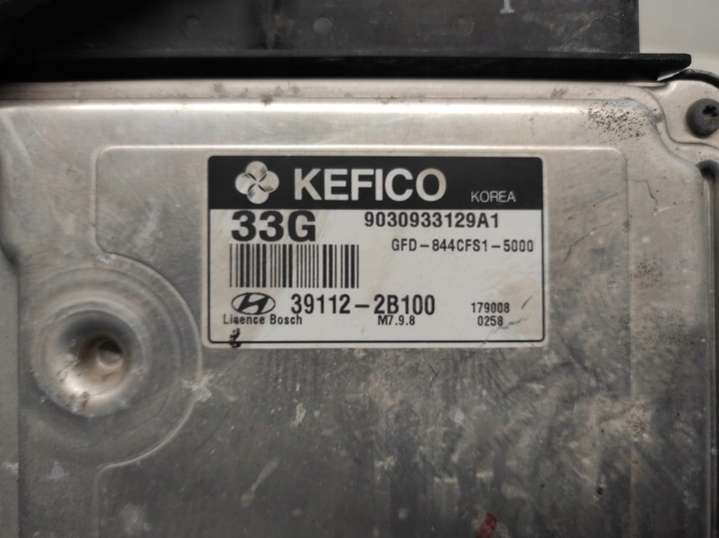 KEFICO KOREA
33G 9030933129A1
GFD-844CFS1-5000
39112-2B100 179008
Lisence Bosch M7.9.8 0258